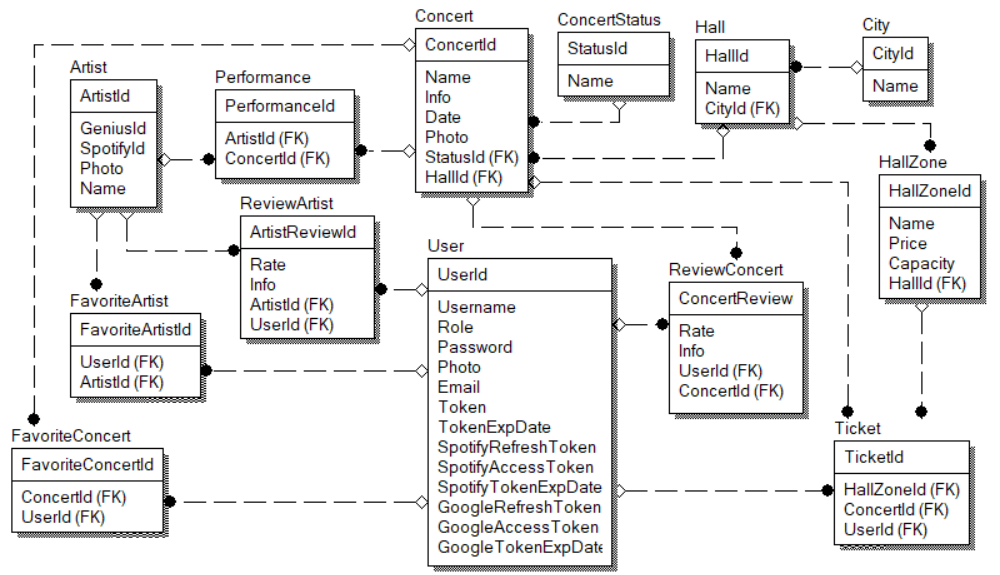 Concert
ConcertId
Name
Info
Date
Photo
StatusId (FK)
HallId (FK)
ConcertStatus
StatusId
Name
Hall
HallId
Name
CityId (FK)
City
CityId
Name
Artist
ArtistId
GeniusId
SpotifyId
Photo
Name
Performance
PerformanceId
ArtistId (FK)
ConcertId (FK)
HallZone
HallZoneId
Name
Price
Capacity
HallId (FK)
ReviewArtist
ArtistReviewId
Rate
Info
ArtistId (FK)
UserId (FK)
User
UserId
Username
Role
Password
Photo
Email
Token
TokenExpDate
SpotifyRefreshToken
SpotifyAccessToken
SpotifyTokenExpDate
GoogleRefreshToken
GoogleAccessToken
GoogleTokenExpDate
ReviewConcert
ConcertReview
Rate
Info
UserId (FK)
ConcertId (FK)
FavoriteArtist
FavoriteArtistId
UserId (FK)
ArtistId (FK)
FavoriteConcert
FavoriteConcertId
ConcertId (FK)
UserId (FK)
Ticket
TicketId
HallZoneId (FK)
ConcertId (FK)
UserId (FK)